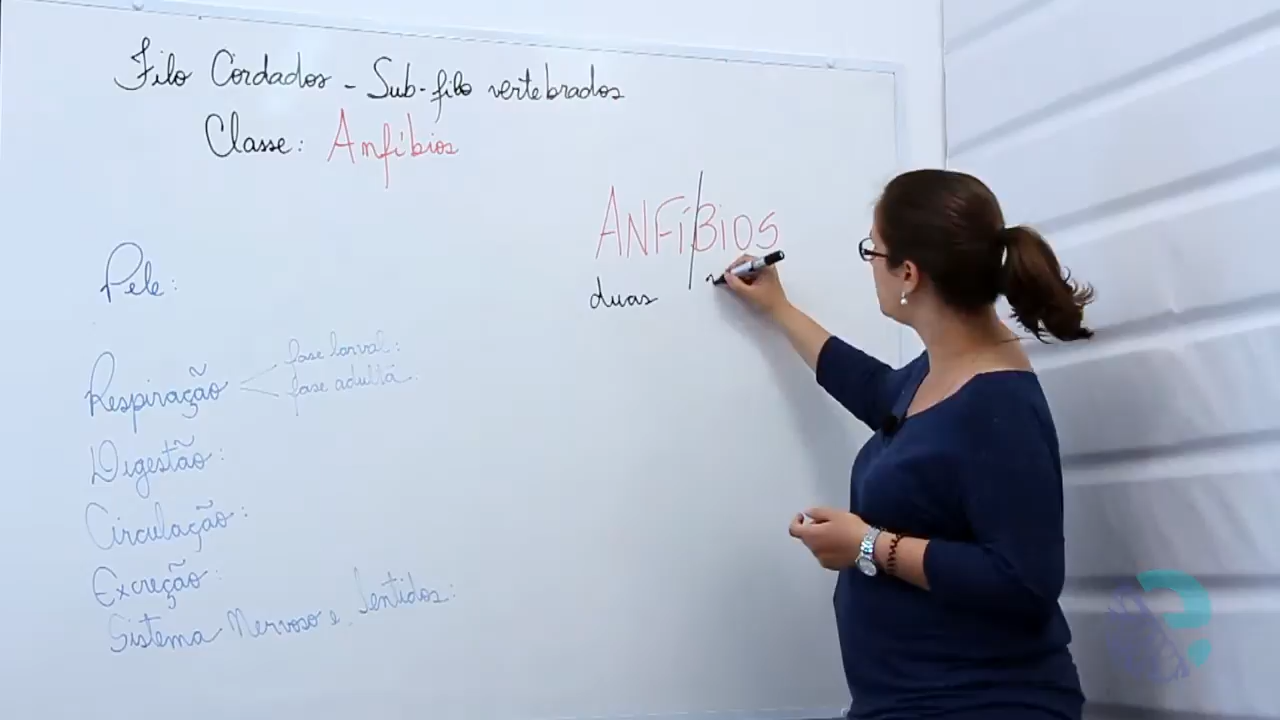 Filo Cordados - Sub-filo vertebrados
Classe: Anfíbios
ANFÍBIOS
duas
Pele:
Respiração
fase larval:
fase adulta
Digestão:
Circulação:
Excreção:
Sistema Nervoso e Sentidos: